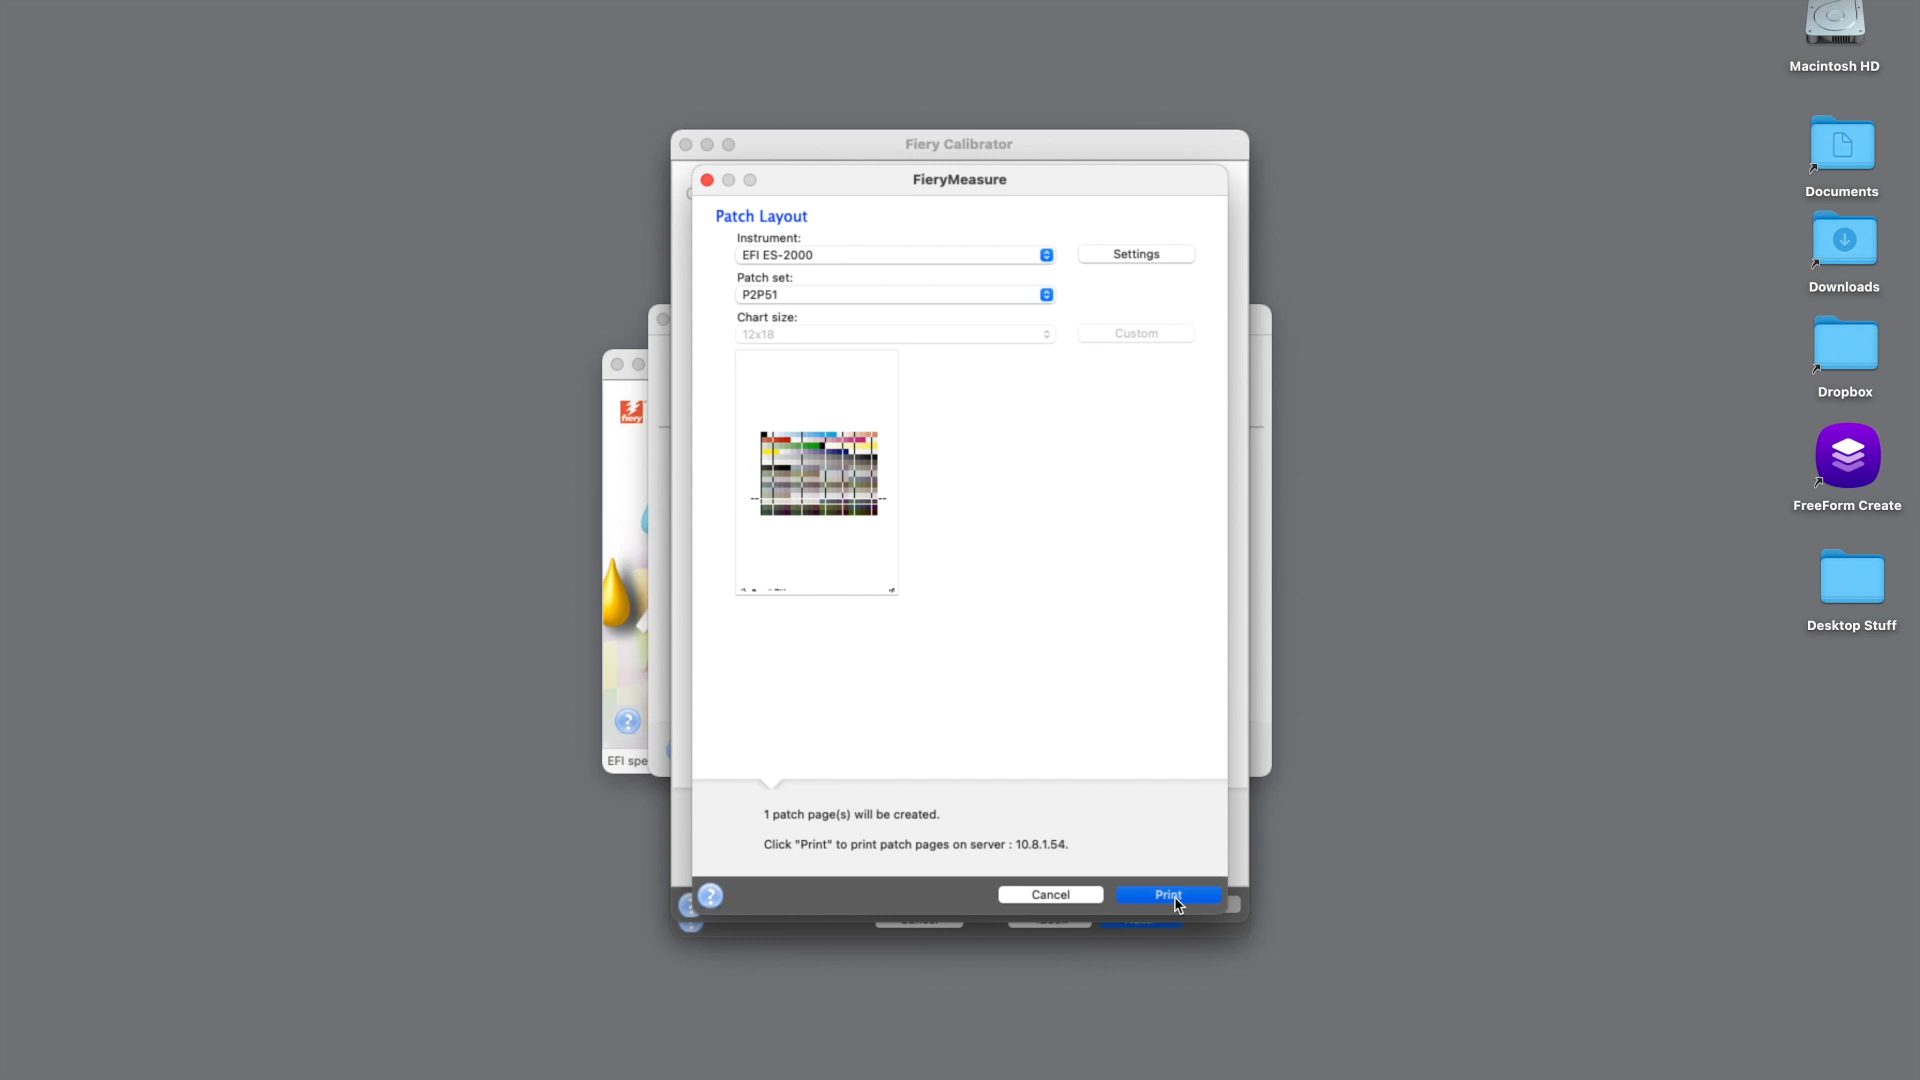 Macintosh HD
Fiery Calibrator
Documents
FieryMeasure
Patch Layout
Instrument:
EFI ES-2000
Settings
Patch set:
P2P51
Downloads
Chart size:
12x18
Custom
Dropbox
fiery
FreeForm Create
Desktop Stuff
EFI spe
1 patch page(s) will be created.
Click "Print" to print patch pages on server : 10.8.1.54.
Cancel
Print